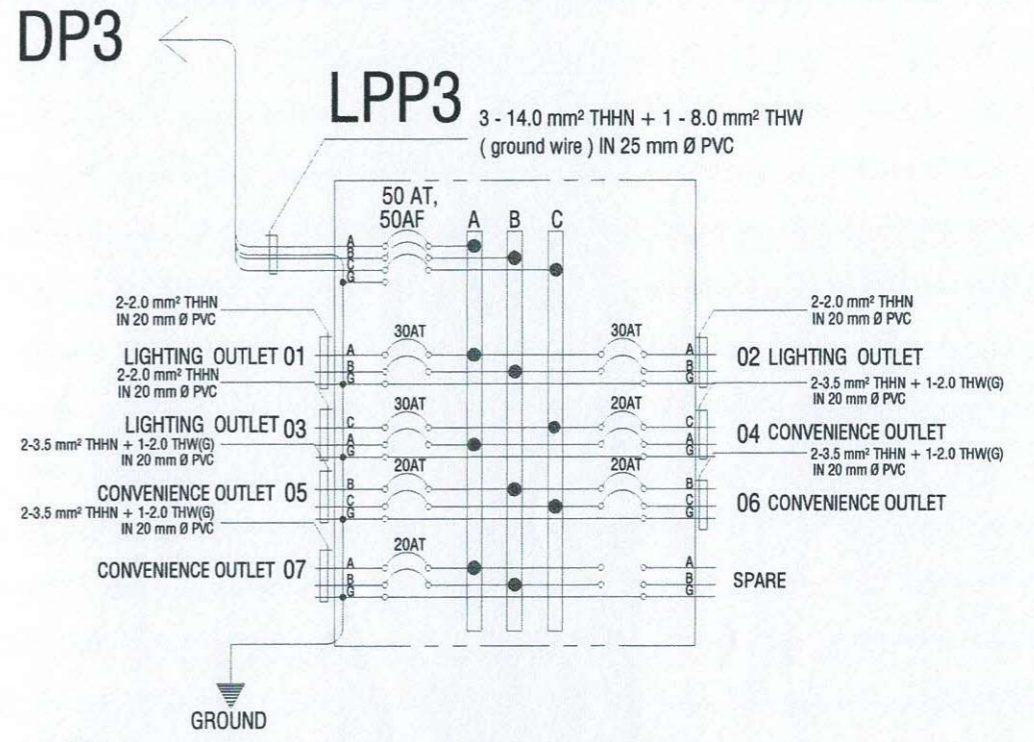 DP3
LPP3
3 - 14.0 mm² THHN + 1 - 8.0 mm² THW
( ground wire ) IN 25 mm Ø PVC
50 AT,
50AF
A B C
A
B
G
2-2.0 mm² THHN
IN 20 mm Ø PVC
LIGHTING OUTLET 01
30AT
A
B
G
30AT
A
B
G
2-2.0 mm² THHN
IN 20 mm Ø PVC
02 LIGHTING OUTLET
2-2.0 mm² THHN
IN 20 mm Ø PVC
LIGHTING OUTLET 03
30AT
C
A
G
20AT
C
A
G
2-3.5 mm² THHN + 1-2.0 THW(G)
IN 20 mm Ø PVC
04 CONVENIENCE OUTLET
2-3.5 mm² THHN + 1-2.0 THW(G)
IN 20 mm Ø PVC
CONVENIENCE OUTLET 05
20AT
B
C
G
20AT
B
C
G
2-3.5 mm² THHN + 1-2.0 THW(G)
IN 20 mm Ø PVC
06 CONVENIENCE OUTLET
2-3.5 mm² THHN + 1-2.0 THW(G)
IN 20 mm Ø PVC
CONVENIENCE OUTLET 07
20AT
A
B
G
A
B
G
SPARE
GROUND